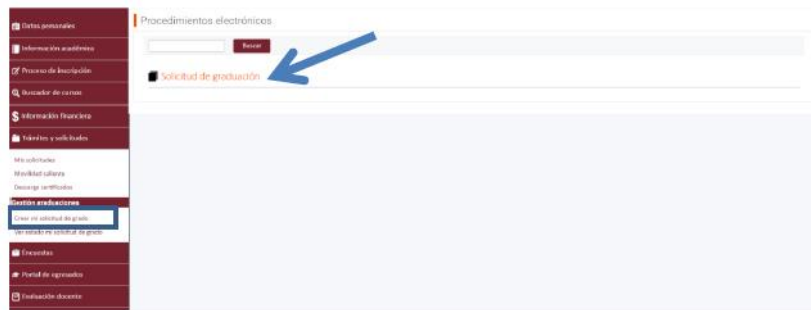 Datos personales
Información académica
Proceso de inscripción
Buscador de cursos
Información financiera
Trámites y solicitudes
Mis solicitudes
Movilidad saliente
Descarga certificados
Gestión graduaciones
Crear mi solicitud de grado
Ver estado mi solicitud de grado
Encuestas
Portal de egresados
Evaluación docente
Procedimientos electrónicos
Buscar
Solicitud de graduación